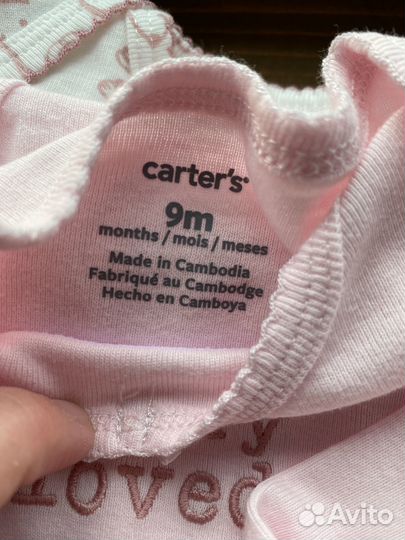 carter's®
9m
months / mois / meses
Made in Cambodia
Fabriqué au Cambodge
Hecho en Camboya
loved
Avito